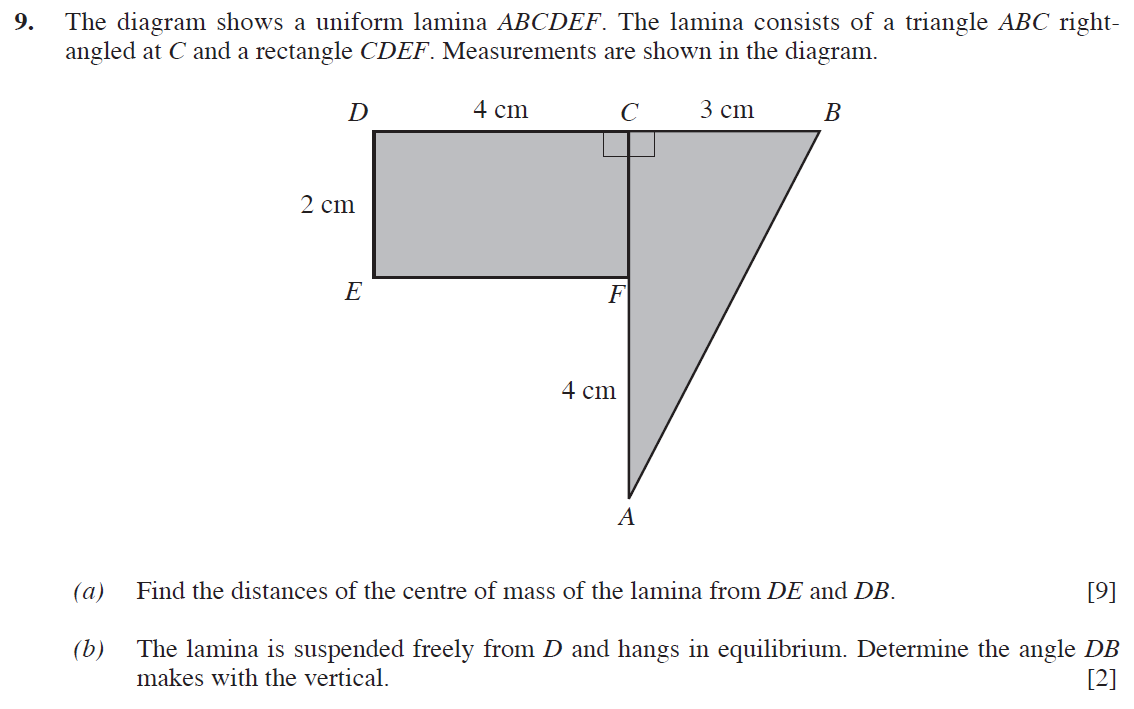 9. The diagram shows a uniform lamina ABCDEF. The lamina consists of a triangle ABC right-
angled at C and a rectangle CDEF. Measurements are shown in the diagram.
D 4 cm C 3 cm B
2 cm
E F
4 cm
A
(a) Find the distances of the centre of mass of the lamina from DE and DB. [9]
(b) The lamina is suspended freely from D and hangs in equilibrium. Determine the angle DB
makes with the vertical. [2]